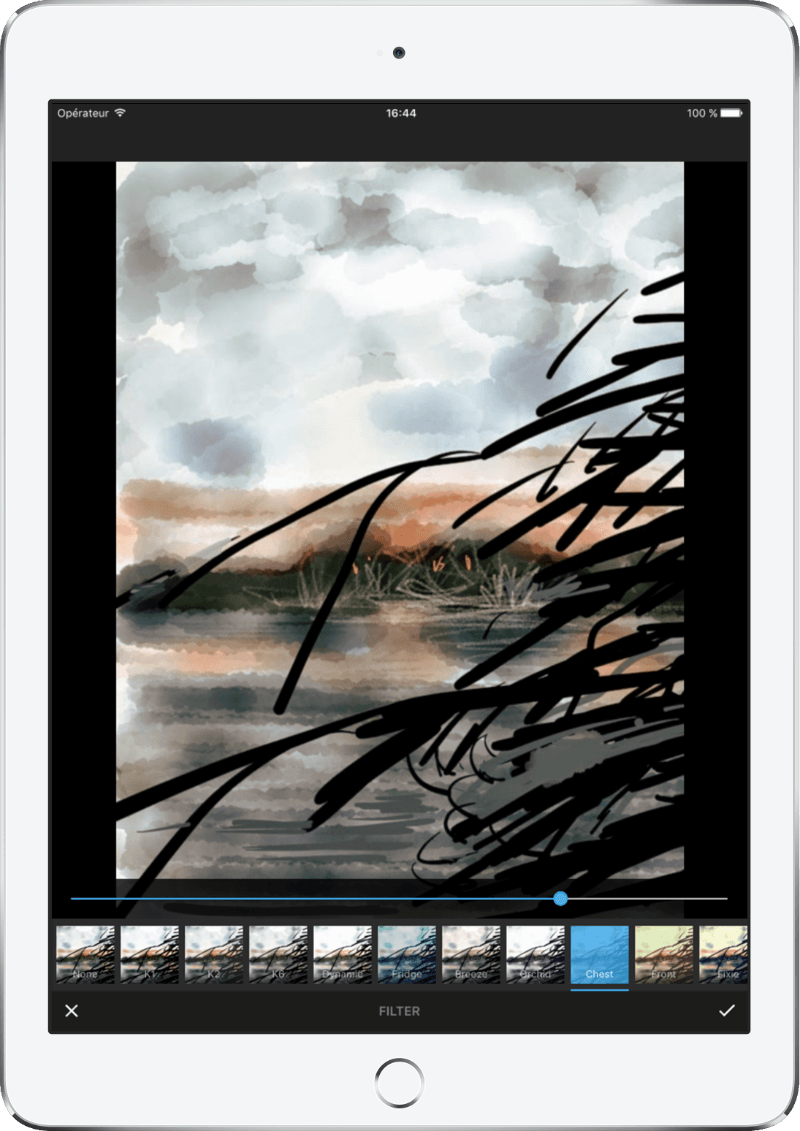 Opérateur 16:44 100 %
None K1 K2 K6 Dynamic Fridge Breeze Orchid Chest Front Fixie
FILTER